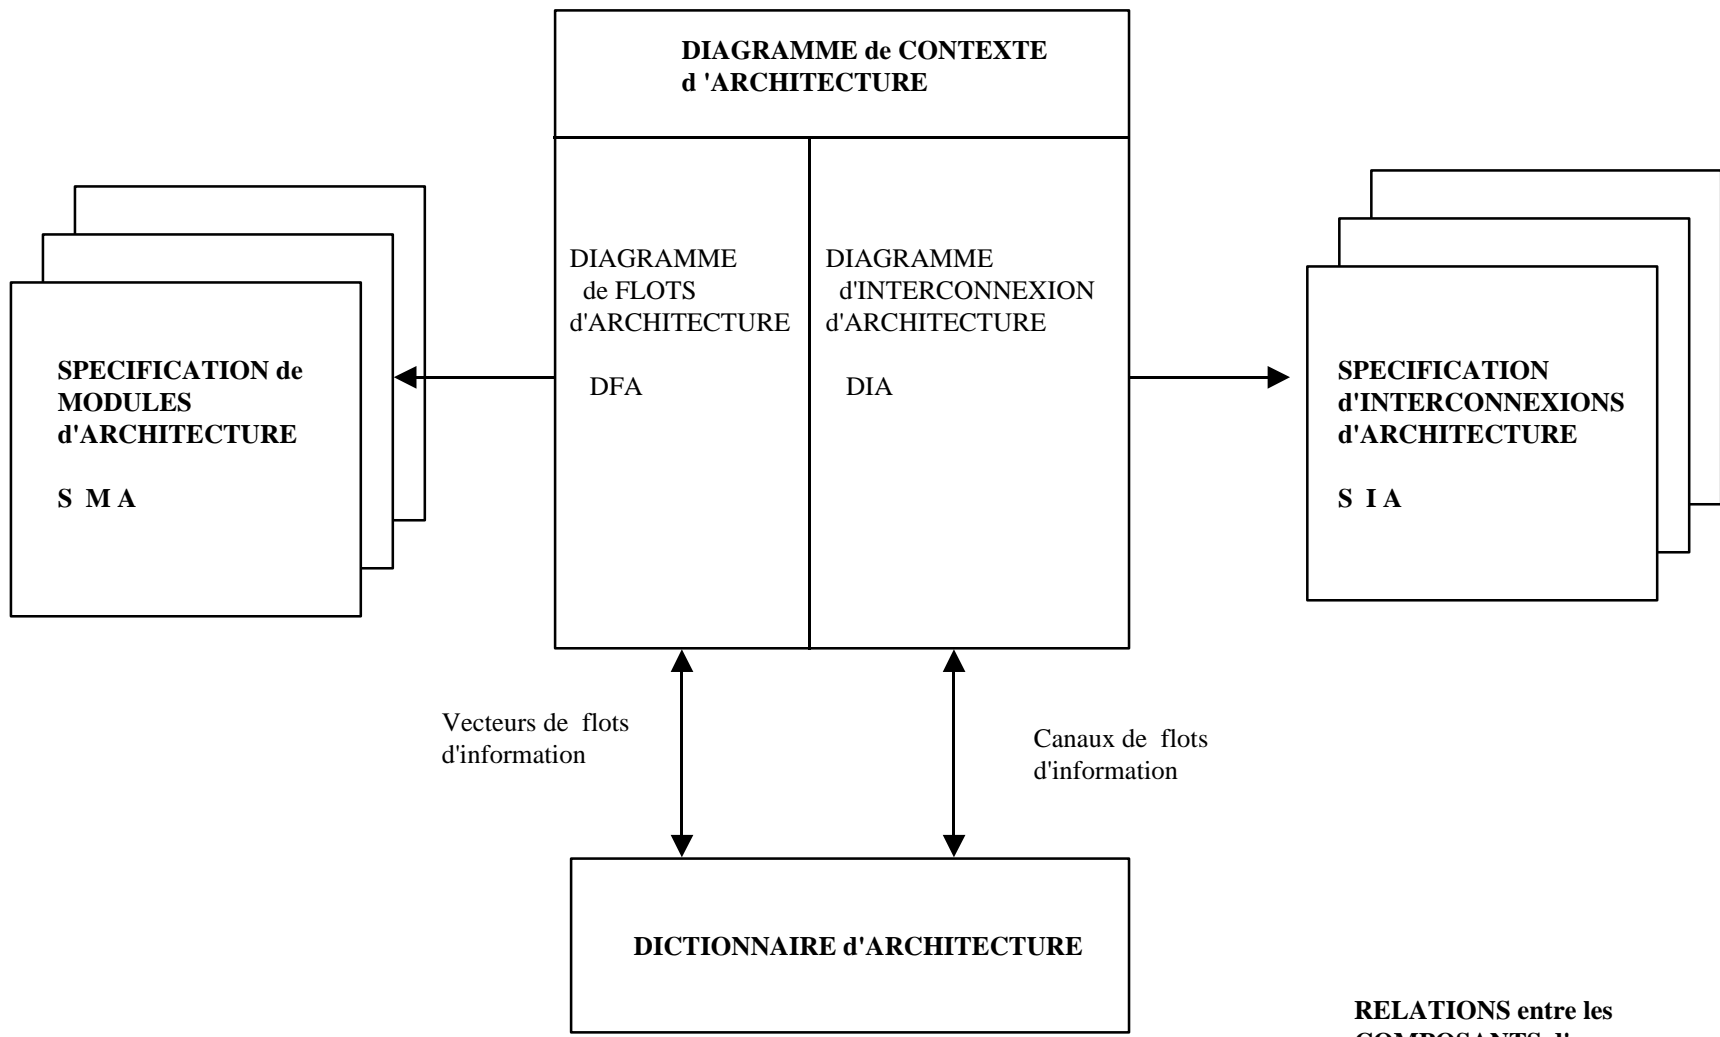 DIAGRAMME de CONTEXTE
d 'ARCHITECTURE
DIAGRAMME
de FLOTS
d'ARCHITECTURE
DFA
DIAGRAMME
d'INTERCONNEXION
d'ARCHITECTURE
DIA
SPECIFICATION de
MODULES
d'ARCHITECTURE
S M A
SPECIFICATION
d'INTERCONNEXIONS
d'ARCHITECTURE
S I A
Vecteurs de flots
d'information
Canaux de flots
d'information
DICTIONNAIRE d'ARCHITECTURE
RELATIONS entre les
COMPOSANTS d'